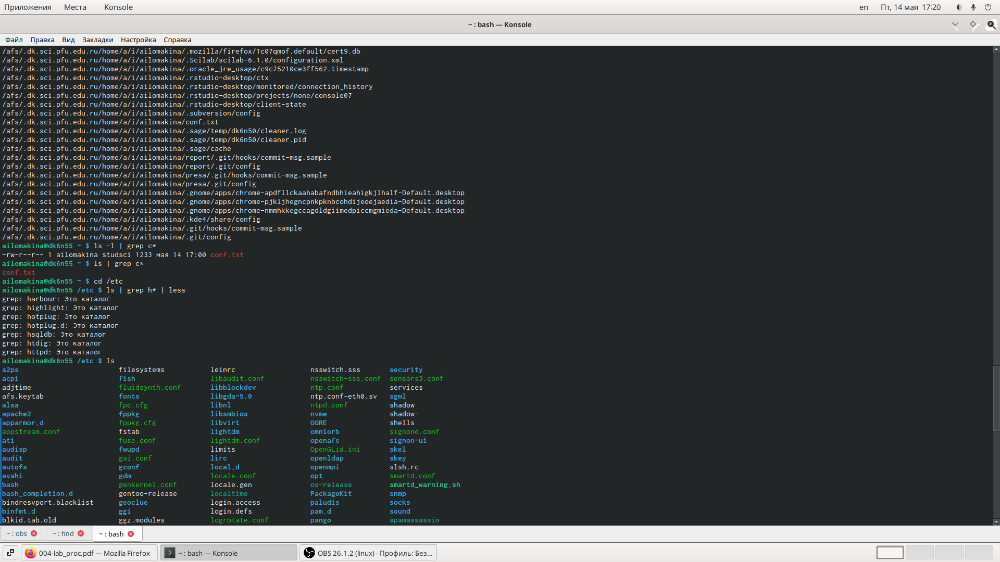 Приложения Места Konsole en Пт, 14 мая 17:20
~ : bash — Konsole
Файл Правка Вид Закладки Настройка Справка
/afs/.dk.sci.pfu.edu.ru/home/a/i/ailomakina/.mozilla/firefox/1c07qmof.default/cert9.db
/afs/.dk.sci.pfu.edu.ru/home/a/i/ailomakina/.Scilab/scilab-6.1.0/configuration.xml
/afs/.dk.sci.pfu.edu.ru/home/a/i/ailomakina/.oracle_jre_usage/c9c75210ce3ff562.timestamp
/afs/.dk.sci.pfu.edu.ru/home/a/i/ailomakina/.rstudio-desktop/ctx
/afs/.dk.sci.pfu.edu.ru/home/a/i/ailomakina/.rstudio-desktop/monitored/connection_history
/afs/.dk.sci.pfu.edu.ru/home/a/i/ailomakina/.rstudio-desktop/projects/none/console07
/afs/.dk.sci.pfu.edu.ru/home/a/i/ailomakina/.rstudio-desktop/client-state
/afs/.dk.sci.pfu.edu.ru/home/a/i/ailomakina/.subversion/config
/afs/.dk.sci.pfu.edu.ru/home/a/i/ailomakina/conf.txt
/afs/.dk.sci.pfu.edu.ru/home/a/i/ailomakina/.sage/temp/dk6n50/cleaner.log
/afs/.dk.sci.pfu.edu.ru/home/a/i/ailomakina/.sage/temp/dk6n50/cleaner.pid
/afs/.dk.sci.pfu.edu.ru/home/a/i/ailomakina/.sage/cache
/afs/.dk.sci.pfu.edu.ru/home/a/i/ailomakina/report/.git/hooks/commit-msg.sample
/afs/.dk.sci.pfu.edu.ru/home/a/i/ailomakina/report/.git/config
/afs/.dk.sci.pfu.edu.ru/home/a/i/ailomakina/presa/.git/hooks/commit-msg.sample
/afs/.dk.sci.pfu.edu.ru/home/a/i/ailomakina/presa/.git/config
/afs/.dk.sci.pfu.edu.ru/home/a/i/ailomakina/.gnome/apps/chrome-apdfllckaahabafndbhieahigkjlhalf-Default.desktop
/afs/.dk.sci.pfu.edu.ru/home/a/i/ailomakina/.gnome/apps/chrome-pjkljhegncpnkpknbcohdijeoejaedia-Default.desktop
/afs/.dk.sci.pfu.edu.ru/home/a/i/ailomakina/.gnome/apps/chrome-nmmhkkegccagdldgiimedpiccmgmieda-Default.desktop
/afs/.dk.sci.pfu.edu.ru/home/a/i/ailomakina/.kde4/share/config
/afs/.dk.sci.pfu.edu.ru/home/a/i/ailomakina/.git/hooks/commit-msg.sample
/afs/.dk.sci.pfu.edu.ru/home/a/i/ailomakina/.git/config
ailomakina@dk6n55 ~ $ ls -l | grep c*
-rw-r--r-- 1 ailomakina studsci 1233 мая 14 17:00 conf.txt
ailomakina@dk6n55 ~ $ ls | grep c*
conf.txt
ailomakina@dk6n55 ~ $ cd /etc
ailomakina@dk6n55 /etc $ ls | grep h* | less
grep: harbour: Это каталог
grep: highlight: Это каталог
grep: hotplug: Это каталог
grep: hotplug.d: Это каталог
grep: hsqldb: Это каталог
grep: htdig: Это каталог
grep: httpd: Это каталог
ailomakina@dk6n55 /etc $ ls
a2ps filesystems leinrc nsswitch.sss security
acpi fish libaudit.conf nsswitch-sss.conf sensors3.conf
adjtime fluidsynth.conf libblockdev ntp.conf services
afs.keytab fonts libgda-5.0 ntp.conf-eth0.sv sgml
alsa fpc.cfg libnl ntpd.conf shadow
apache2 fppkg libsmbios nvme shadow-
apparmor.d fppkg.cfg libvirt OGRE shells
appstream.conf fstab lightdm omniorb signond.conf
ati fuse.conf lightdm.conf openafs signon-ui
audisp fwupd limits OpenGLid.ini skel
audit gai.conf lirc openldap skey
autofs gconf local.d openmpi slsh.rc
avahi gdm locale.conf opt smartd.conf
bash genkernel.conf locale.gen os-release smartd_warning.sh
bash_completion.d gentoo-release localtime PackageKit snmp
bindresvport.blacklist geoclue login.access paludis socks
binfmt.d ggi login.defs pam.d sound
blkid.tab.old ggz.modules logrotate.conf pango spamassassin
~ : obs ~ : find ~ : bash
004-lab_proc.pdf — Mozilla Firefox ~ : bash — Konsole OBS 26.1.2 (linux) - Профиль: Без...